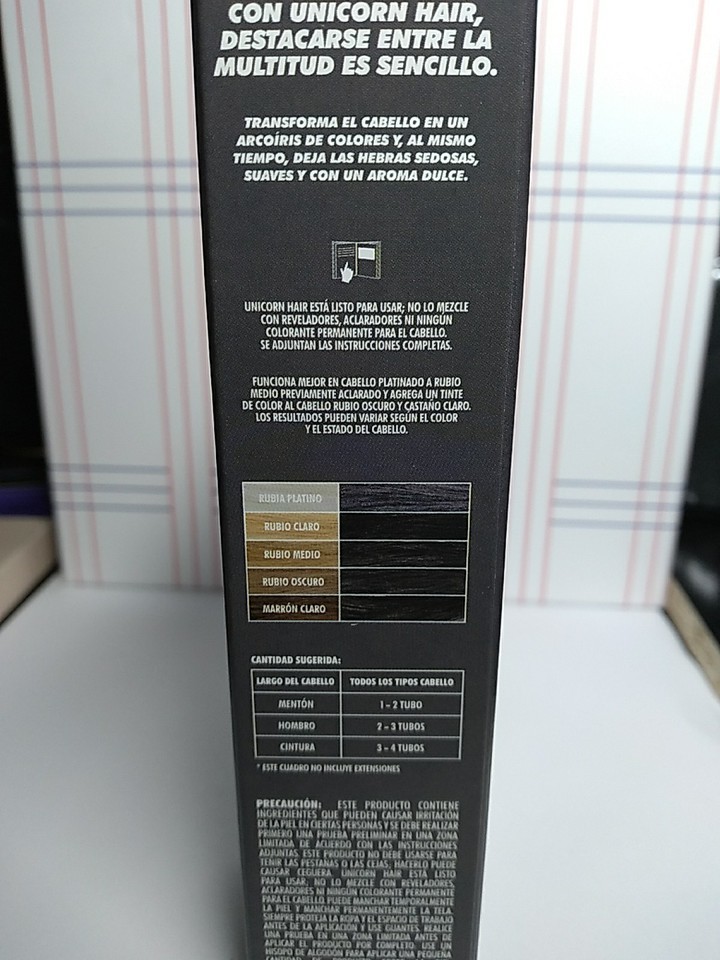 CON UNICORN HAIR,
DESTACARSE ENTRE LA
MULTITUD ES SENCILLO.
TRANSFORMA EL CABELLO EN UN
ARCOÍRIS DE COLORES Y, AL MISMO
TIEMPO, DEJA LAS HEBRAS SEDOSAS,
SUAVES Y CON UN AROMA DULCE.
UNICORN HAIR ESTÁ LISTO PARA USAR; NO LO MEZCLE
CON REVELADORES, ACLARADORES NI NINGÚN
COLORANTE PERMANENTE PARA EL CABELLO.
SE ADJUNTAN LAS INSTRUCCIONES COMPLETAS.
FUNCIONA MEJOR EN CABELLO PLATINADO A RUBIO
MEDIO PREVIAMENTE ACLARADO Y AGREGA UN TINTE
DE COLOR AL CABELLO RUBIO OSCURO Y CASTAÑO CLARO.
LOS RESULTADOS PUEDEN VARIAR SEGÚN EL COLOR
Y EL ESTADO DEL CABELLO.
RUBIA PLATINO
RUBIO CLARO
RUBIO MEDIO
RUBIO OSCURO
MARRÓN CLARO
CANTIDAD SUGERIDA:
LARGO DEL CABELLO TODOS LOS TIPOS CABELLO
MENTÓN 1 – 2 TUBO
HOMBRO 2 – 3 TUBOS
CINTURA 3 – 4 TUBOS
* ESTE CUADRO NO INCLUYE EXTENSIONES
PRECAUCIÓN: ESTE PRODUCTO CONTIENE
INGREDIENTES QUE PUEDEN CAUSAR IRRITACIÓN
DE LA PIEL EN CIERTAS PERSONAS Y SE DEBE REALIZAR
PRIMERO UNA PRUEBA PRELIMINAR EN UNA ZONA
LIMITADA DE ACUERDO CON LAS INSTRUCCIONES
ADJUNTAS. ESTE PRODUCTO NO DEBE USARSE PARA
TEÑIR LAS PESTAÑAS O LAS CEJAS; HACERLO PUEDE
CAUSAR CEGUERA. UNICORN HAIR ESTÁ LISTO
PARA USAR; NO LO MEZCLE CON REVELADORES,
ACLARADORES NI NINGÚN COLORANTE PERMANENTE
PARA EL CABELLO. PUEDE MANCHAR TEMPORALMENTE
LA PIEL Y MANCHAR PERMANENTEMENTE LA TELA.
SIEMPRE PROTEJA LA ROPA Y EL ESPACIO DE TRABAJO
ANTES DE LA APLICACIÓN Y USE GUANTES. REALICE
UNA PRUEBA EN UNA ZONA LIMITADA ANTES DE
APLICAR EL PRODUCTO POR COMPLETO. USE UN
HISOPO DE ALGODÓN PARA APLICAR UNA PEQUEÑA
CANTIDAD DE PRODUCTO